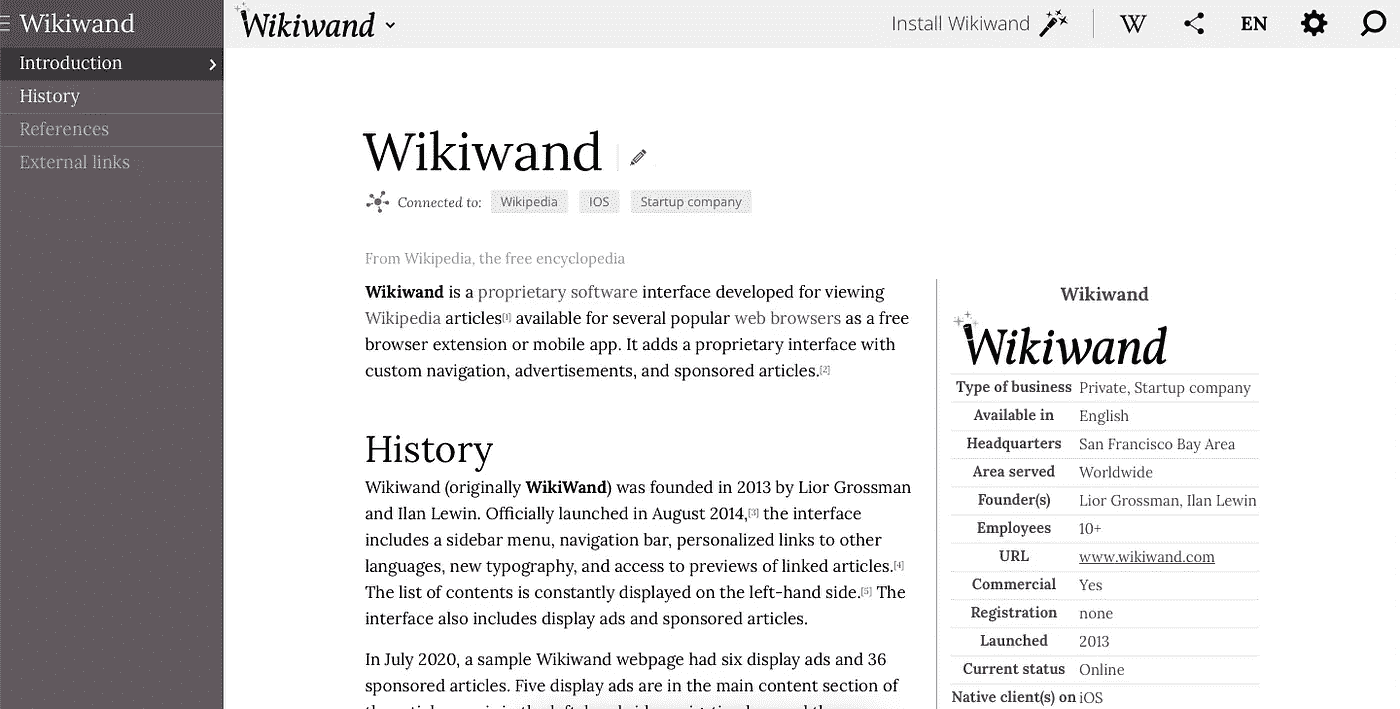 Wikiwand
Introduction
History
References
External links
Wikiwand
Install Wikiwand
W
EN
Wikiwand
Connected to: Wikipedia IOS Startup company
From Wikipedia, the free encyclopedia
Wikiwand is a proprietary software interface developed for viewing
Wikipedia articles[1] available for several popular web browsers as a free
browser extension or mobile app. It adds a proprietary interface with
custom navigation, advertisements, and sponsored articles.[2]
History
Wikiwand (originally WikiWand) was founded in 2013 by Lior Grossman
and Ilan Lewin. Officially launched in August 2014,[3] the interface
includes a sidebar menu, navigation bar, personalized links to other
languages, new typography, and access to previews of linked articles.[4]
The list of contents is constantly displayed on the left-hand side.[5] The
interface also includes display ads and sponsored articles.
In July 2020, a sample Wikiwand webpage had six display ads and 36
sponsored articles. Five display ads are in the main content section of
Wikiwand
Wikiwand
Type of business Private, Startup company
Available in English
Headquarters San Francisco Bay Area
Area served Worldwide
Founder(s) Lior Grossman, Ilan Lewin
Employees 10+
URL www.wikiwand.com
Commercial Yes
Registration none
Launched 2013
Current status Online
Native client(s) on iOS